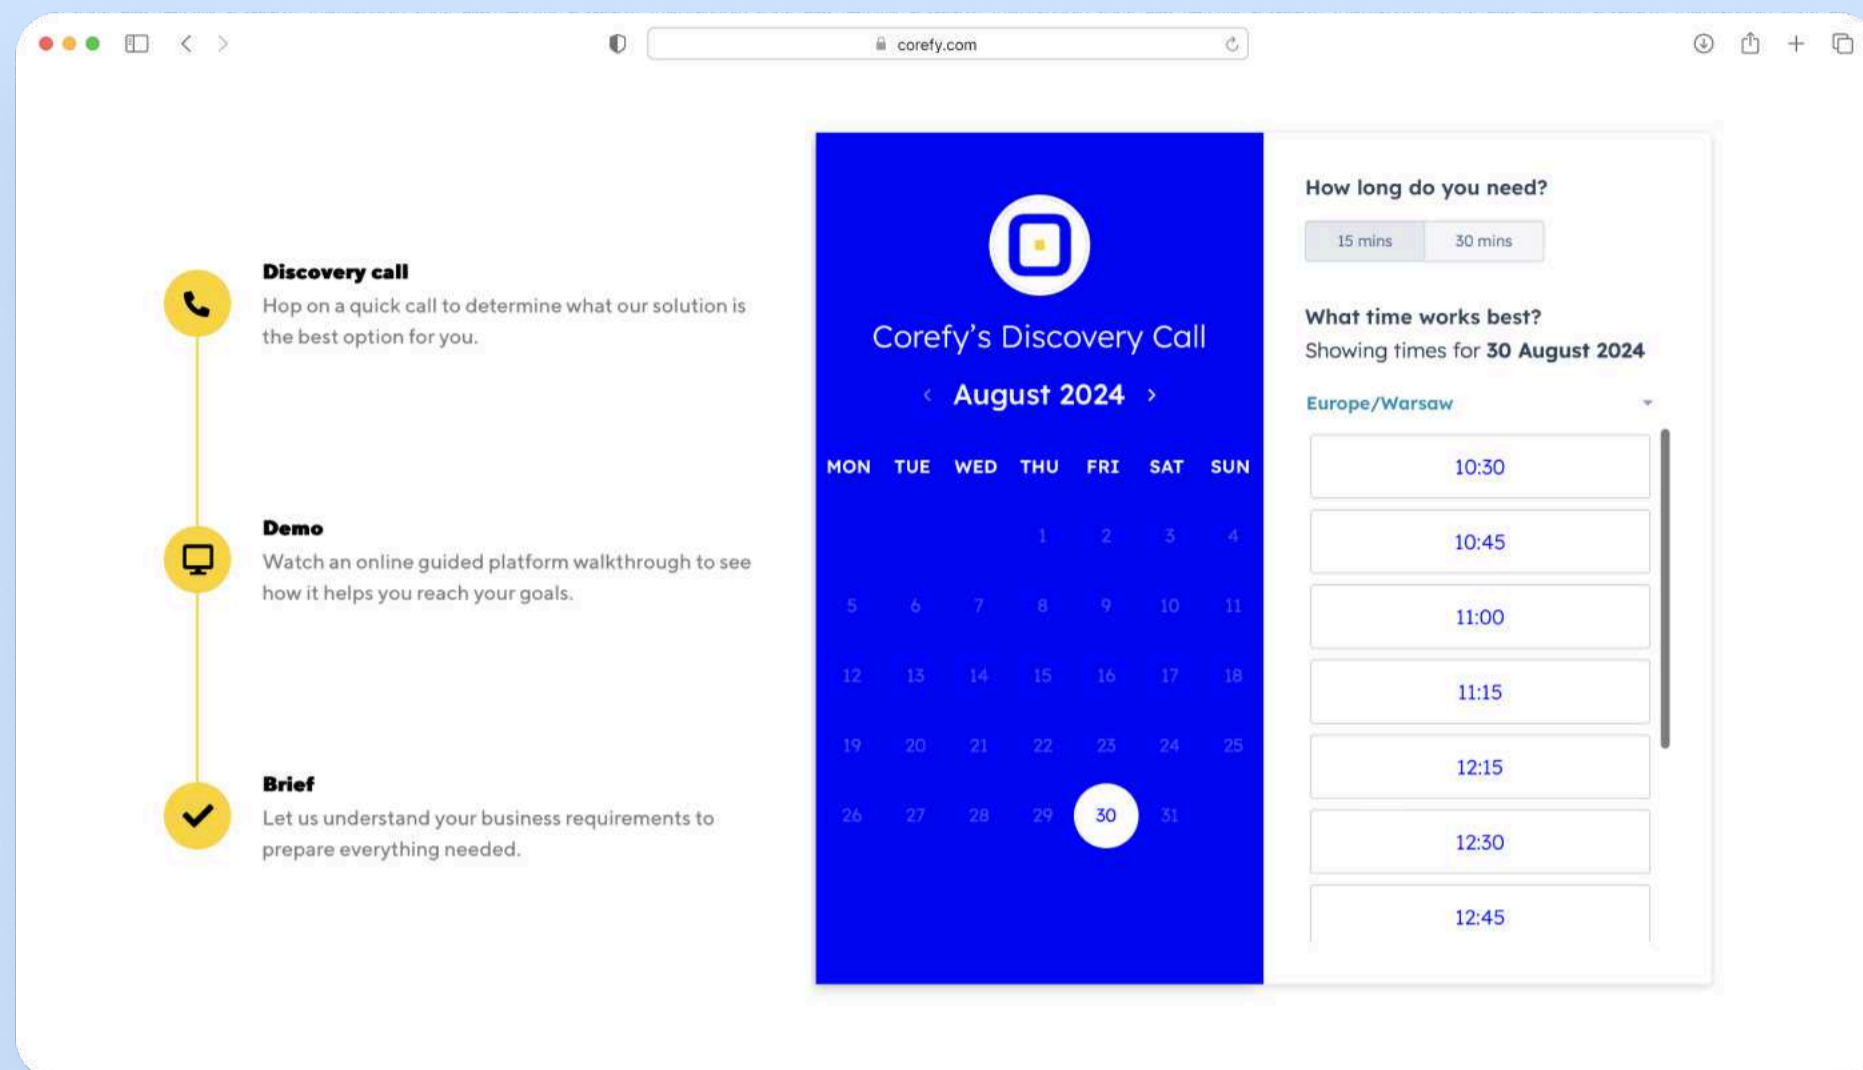 corefy.com
Discovery call
Hop on a quick call to determine what our solution is
the best option for you.
Demo
Watch an online guided platform walkthrough to see
how it helps you reach your goals.
Brief
Let us understand your business requirements to
prepare everything needed.
Corefy's Discovery Call
August 2024
MON TUE WED THU FRI SAT SUN
1 2 3 4
5 6 7 8 9 10 11
12 13 14 15 16 17 18
19 20 21 22 23 24 25
26 27 28 29 30 31
How long do you need?
15 mins 30 mins
What time works best?
Showing times for 30 August 2024
Europe/Warsaw
10:30
10:45
11:00
11:15
12:15
12:30
12:45